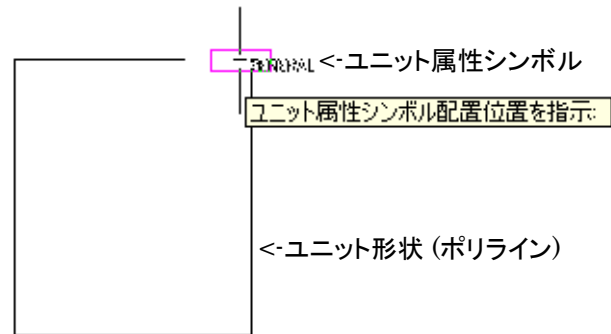 <-ユニット属性シンボル
ユニット属性シンボル配置位置を指示:
<-ユニット形状 (ポリライン)